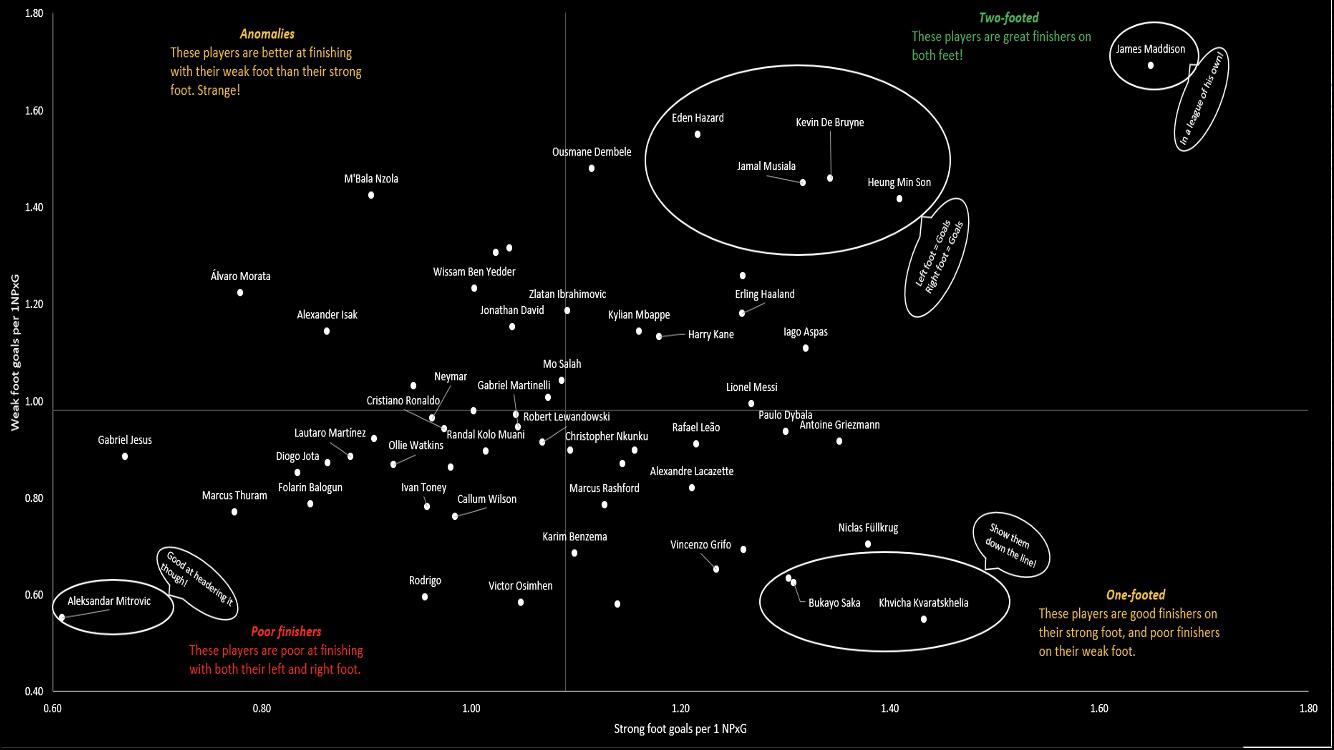 1.80
Anomalies
These players are better at finishing
with their weak foot than their strong
foot. Strange!
Two-footed
These players are great finishers on
both feet!
James Maddison
In a league of his own!
1.60
Eden Hazard
Kevin De Bruyne
Ousmane Dembele
Jamal Musiala
Heung Min Son
M'Bala Nzola
1.40
Left foot = Goals
Right foot = Goals
Álvaro Morata
Wissam Ben Yedder
Zlatan Ibrahimovic
Erling Haaland
1.20
Alexander Isak
Jonathan David
Kylian Mbappe
Harry Kane
Iago Aspas
Mo Salah
Neymar
Gabriel Martinelli
Lionel Messi
1.00
Cristiano Ronaldo
Robert Lewandowski
Paulo Dybala
Antoine Griezmann
Rafael Leão
Gabriel Jesus
Lautaro Martínez
Randal Kolo Muani
Christopher Nkunku
Ollie Watkins
Diogo Jota
Alexandre Lacazette
Folarin Balogun
Ivan Toney
Marcus Rashford
0.80
Marcus Thuram
Callum Wilson
Karim Benzema
Vincenzo Grifo
Niclas Füllkrug
Show them
down the line!
Good at headering it
though!
Rodrigo
Victor Osimhen
0.60
Aleksandar Mitrovic
Bukayo Saka
Khvicha Kvaratskhelia
One-footed
These players are good finishers on
their strong foot, and poor finishers
on their weak foot.
Poor finishers
These players are poor at finishing
with both their left and right foot.
0.40
Weak foot goals per 1NPxG
0.60
0.80
1.00
1.20
1.40
1.60
1.80
Strong foot goals per 1 NPxG